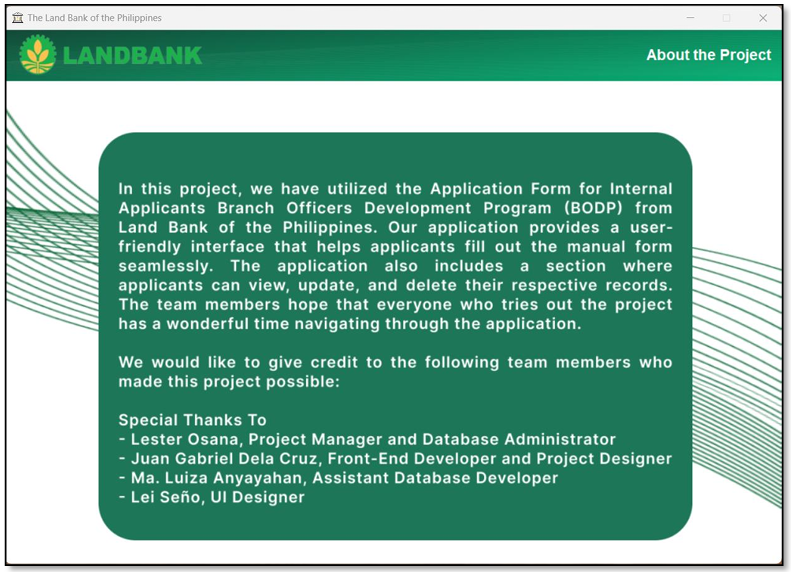 The Land Bank of the Philippines
LANDBANK
About the Project
In this project, we have utilized the Application Form for Internal
Applicants Branch Officers Development Program (BODP) from
Land Bank of the Philippines. Our application provides a user-
friendly interface that helps applicants fill out the manual form
seamlessly. The application also includes a section where
applicants can view, update, and delete their respective records.
The team members hope that everyone who tries out the project
has a wonderful time navigating through the application.
We would like to give credit to the following team members who
made this project possible:
Special Thanks To
- Lester Osana, Project Manager and Database Administrator
- Juan Gabriel Dela Cruz, Front-End Developer and Project Designer
- Ma. Luiza Anyayahan, Assistant Database Developer
- Lei Seño, UI Designer